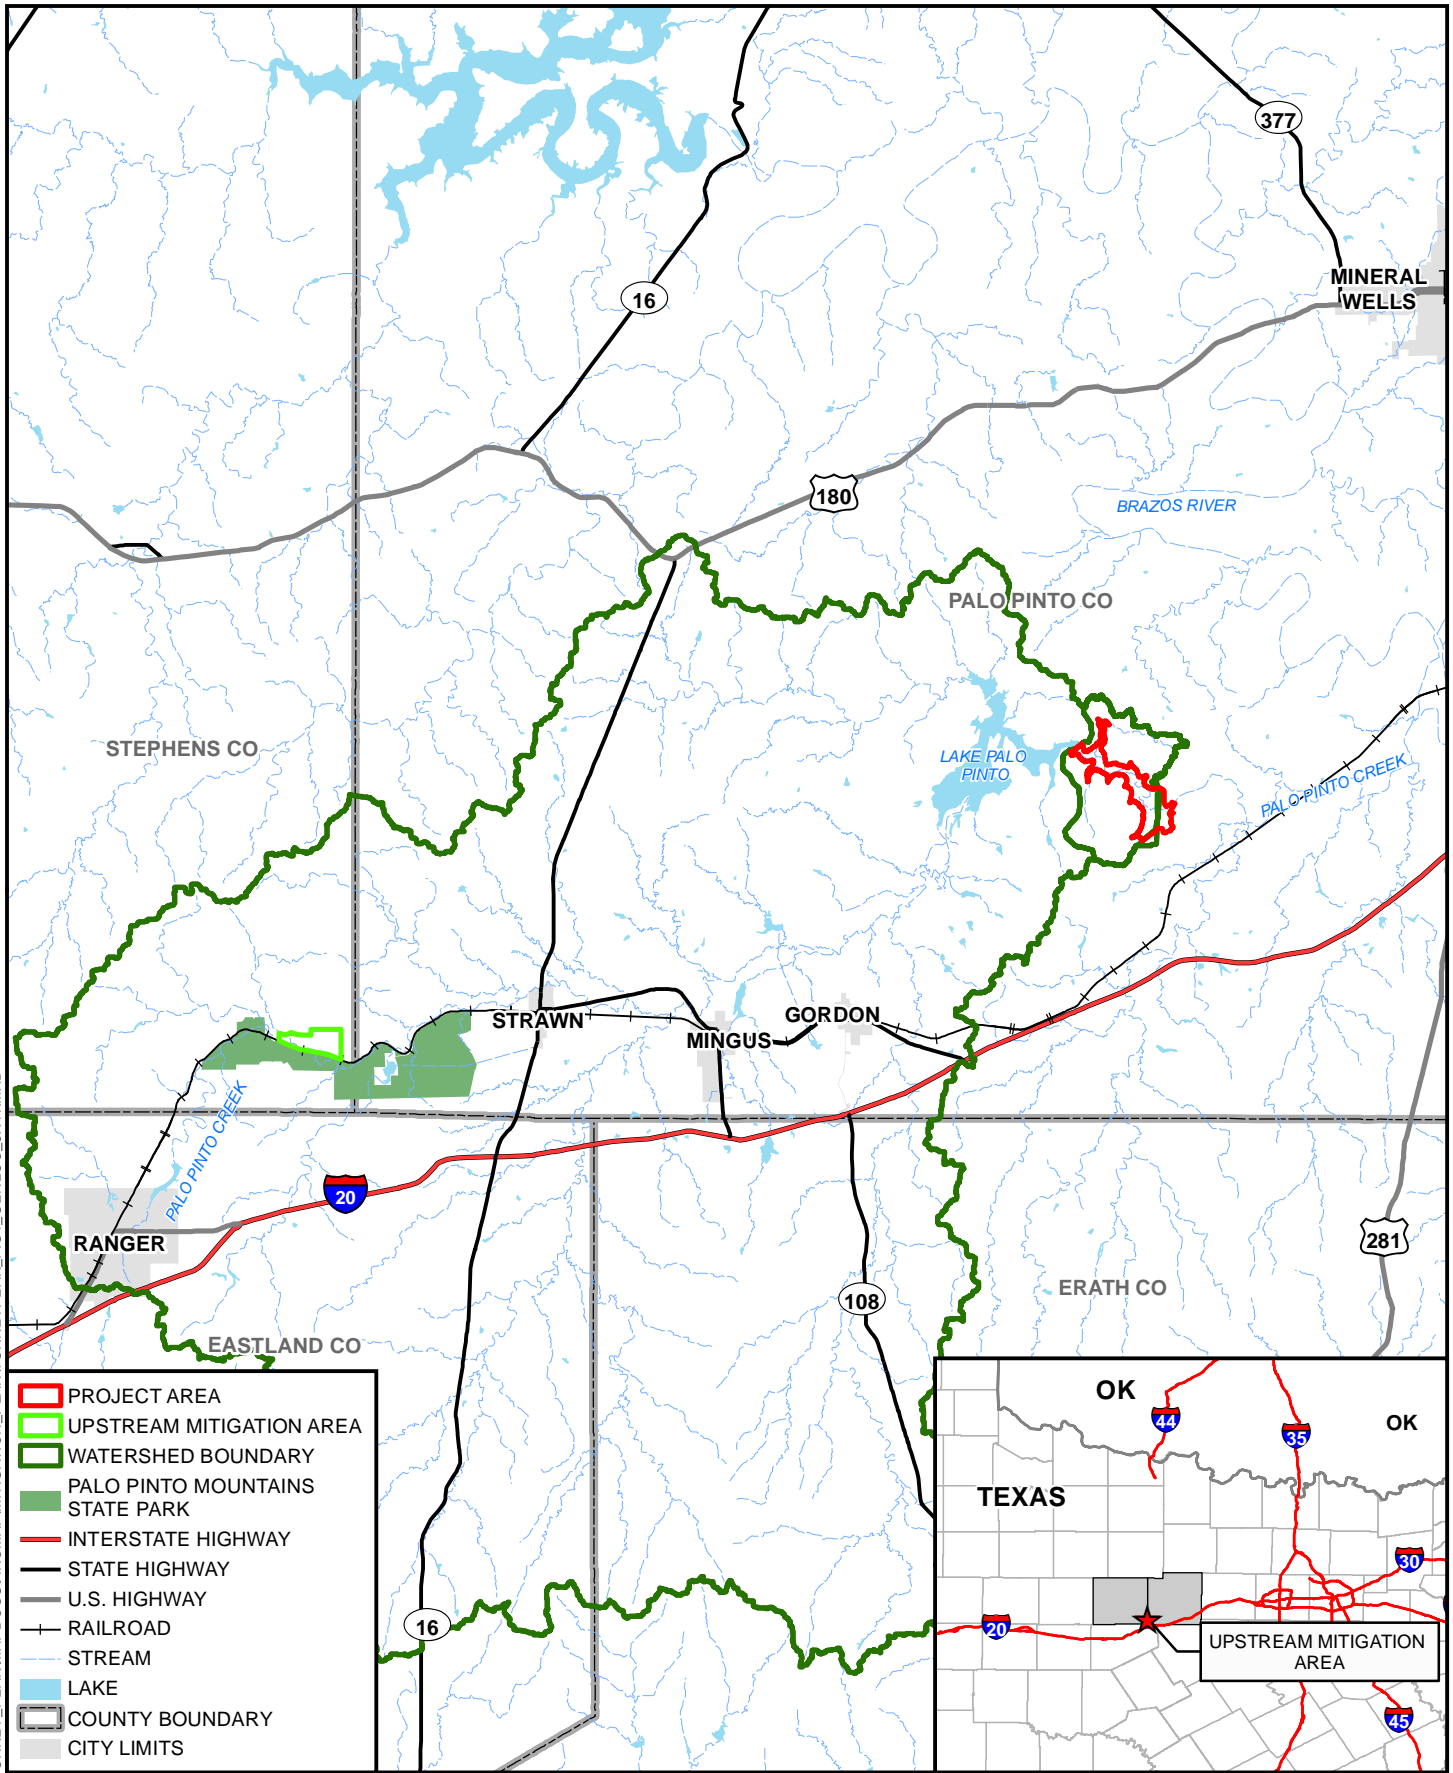 377
MINERAL
WELLS
16
180
BRAZOS RIVER
PALO PINTO CO
STEPHENS CO
LAKE PALO
PINTO
PALO PINTO CREEK
STRAWN
MINGUS
GORDON
PALO PINTO CREEK
20
RANGER
281
108
ERATH CO
EASTLAND CO
16
PROJECT AREA
UPSTREAM MITIGATION AREA
WATERSHED BOUNDARY
PALO PINTO MOUNTAINS
STATE PARK
INTERSTATE HIGHWAY
STATE HIGHWAY
U.S. HIGHWAY
RAILROAD
STREAM
LAKE
COUNTY BOUNDARY
CITY LIMITS
OK
44
35
OK
TEXAS
30
20
UPSTREAM MITIGATION
AREA
45